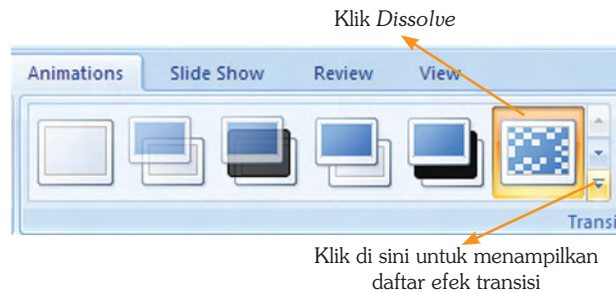 Klik Dissolve
Animations Slide Show Review View
Transi
Klik di sini untuk menampilkan
daftar efek transisi